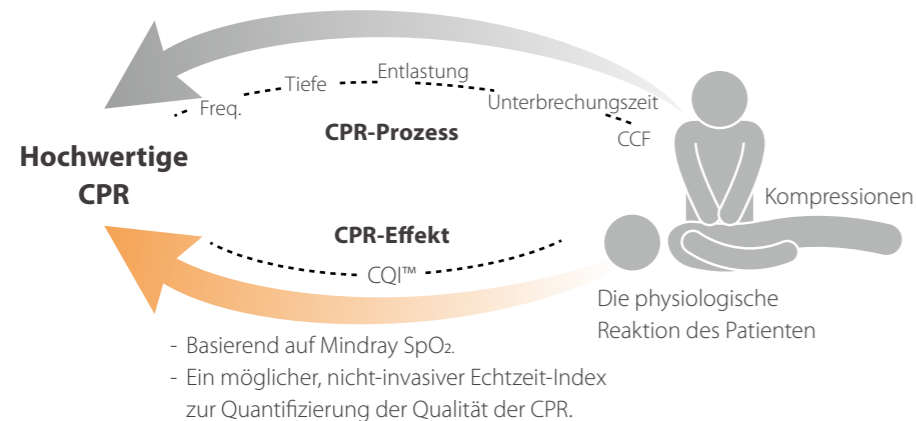 Entlastung
Tiefe
Freq.
Unterbrechungszeit
CCF
CPR-Prozess
Hochwertige
CPR
Kompressionen
CPR-Effekt
CQI™
Die physiologische
Reaktion des Patienten
- Basierend auf Mindray SpO₂.
- Ein möglicher, nicht-invasiver Echtzeit-Index
zur Quantifizierung der Qualität der CPR.